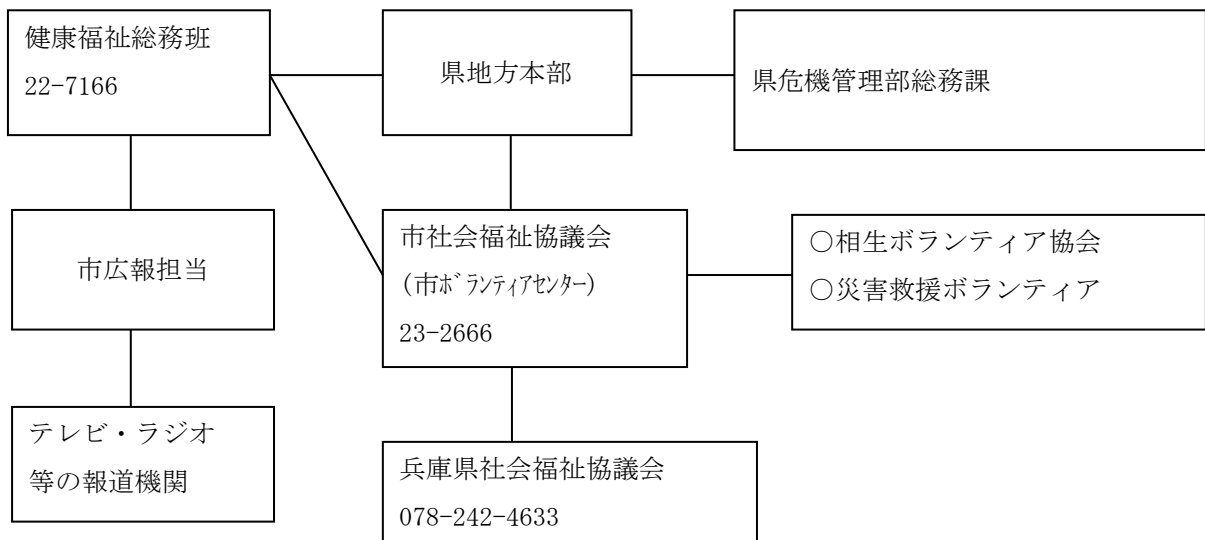 健康福祉総務班
22-7166
県地方本部
県危機管理部総務課
市広報担当
市社会福祉協議会
(市ﾎﾞﾗﾝﾃｨｱｾﾝﾀｰ)
23-2666
○相生ボランティア協会
○災害救援ボランティア
テレビ・ラジオ
等の報道機関
兵庫県社会福祉協議会
078-242-4633